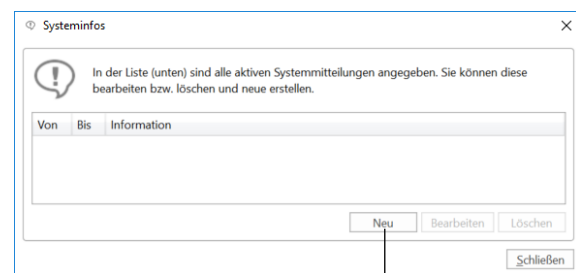 Systeminfos
In der Liste (unten) sind alle aktiven Systemmitteilungen angegeben. Sie können diese
bearbeiten bzw. löschen und neue erstellen.
Von Bis Information
Neu Bearbeiten Löschen
Schließen